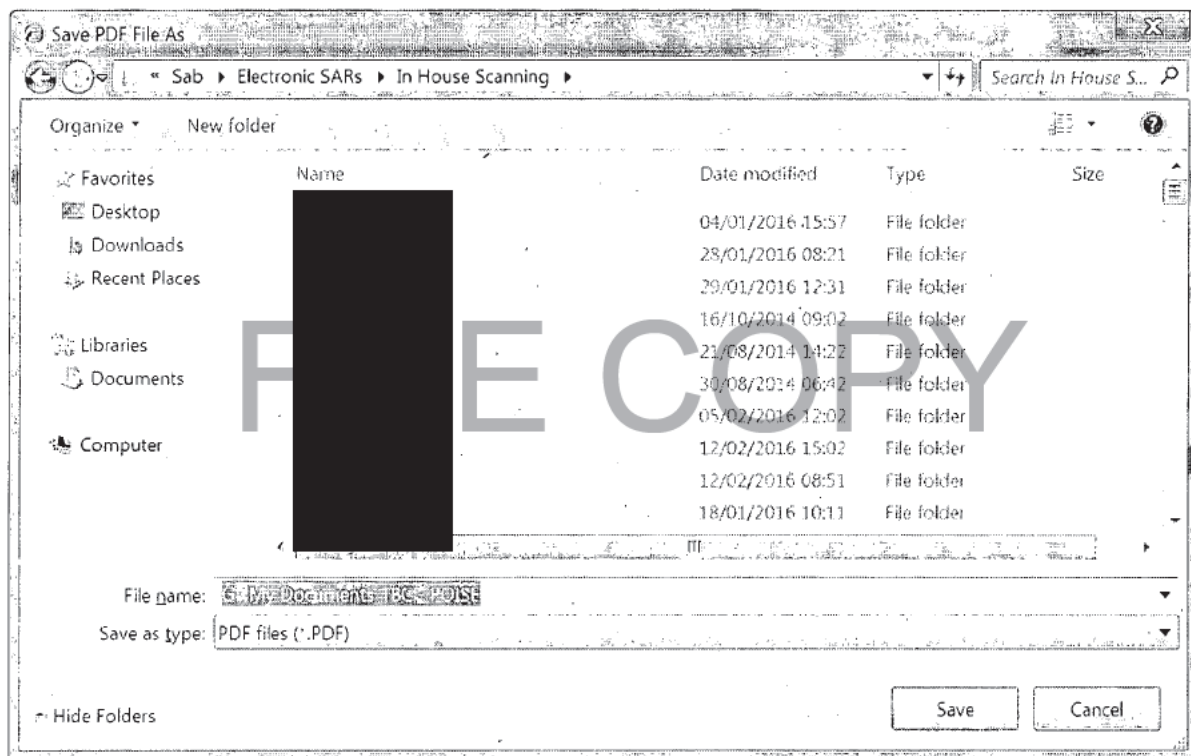 Save PDF File As
« Sab ▸ Electronic SARs ▸ In House Scanning ▸
Search In House S...
Organize
New folder
Name
Date modified
Type
Size
Favorites
Desktop
Downloads
Recent Places
Libraries
Documents
Computer
04/01/2016 15:57 File folder
28/01/2016 08:21 File folder
29/01/2016 12:31 File folder
16/10/2014 09:02 File folder
21/08/2014 14:22 File folder
30/08/2014 06:42 File folder
05/02/2016 12:02 File folder
12/02/2016 15:02 File folder
12/02/2016 08:51 File folder
18/01/2016 10:11 File folder
COPY
File name: My Documents
Save as type: PDF files (*.PDF)
Hide Folders
Save
Cancel